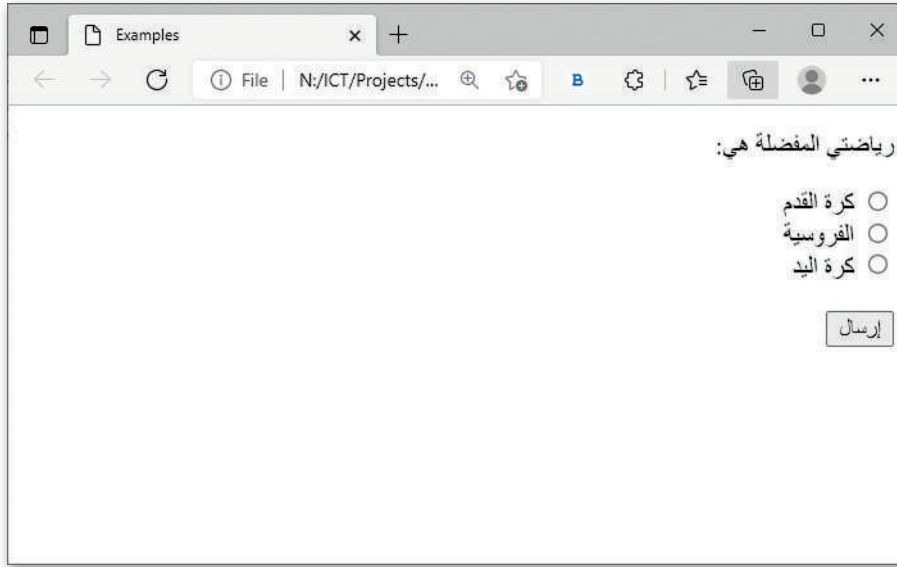 Examples
File N:/ICT/Projects/...
B
رياضتي المفضلة هي:
كرة القدم
الفروسية
كرة اليد
إرسال